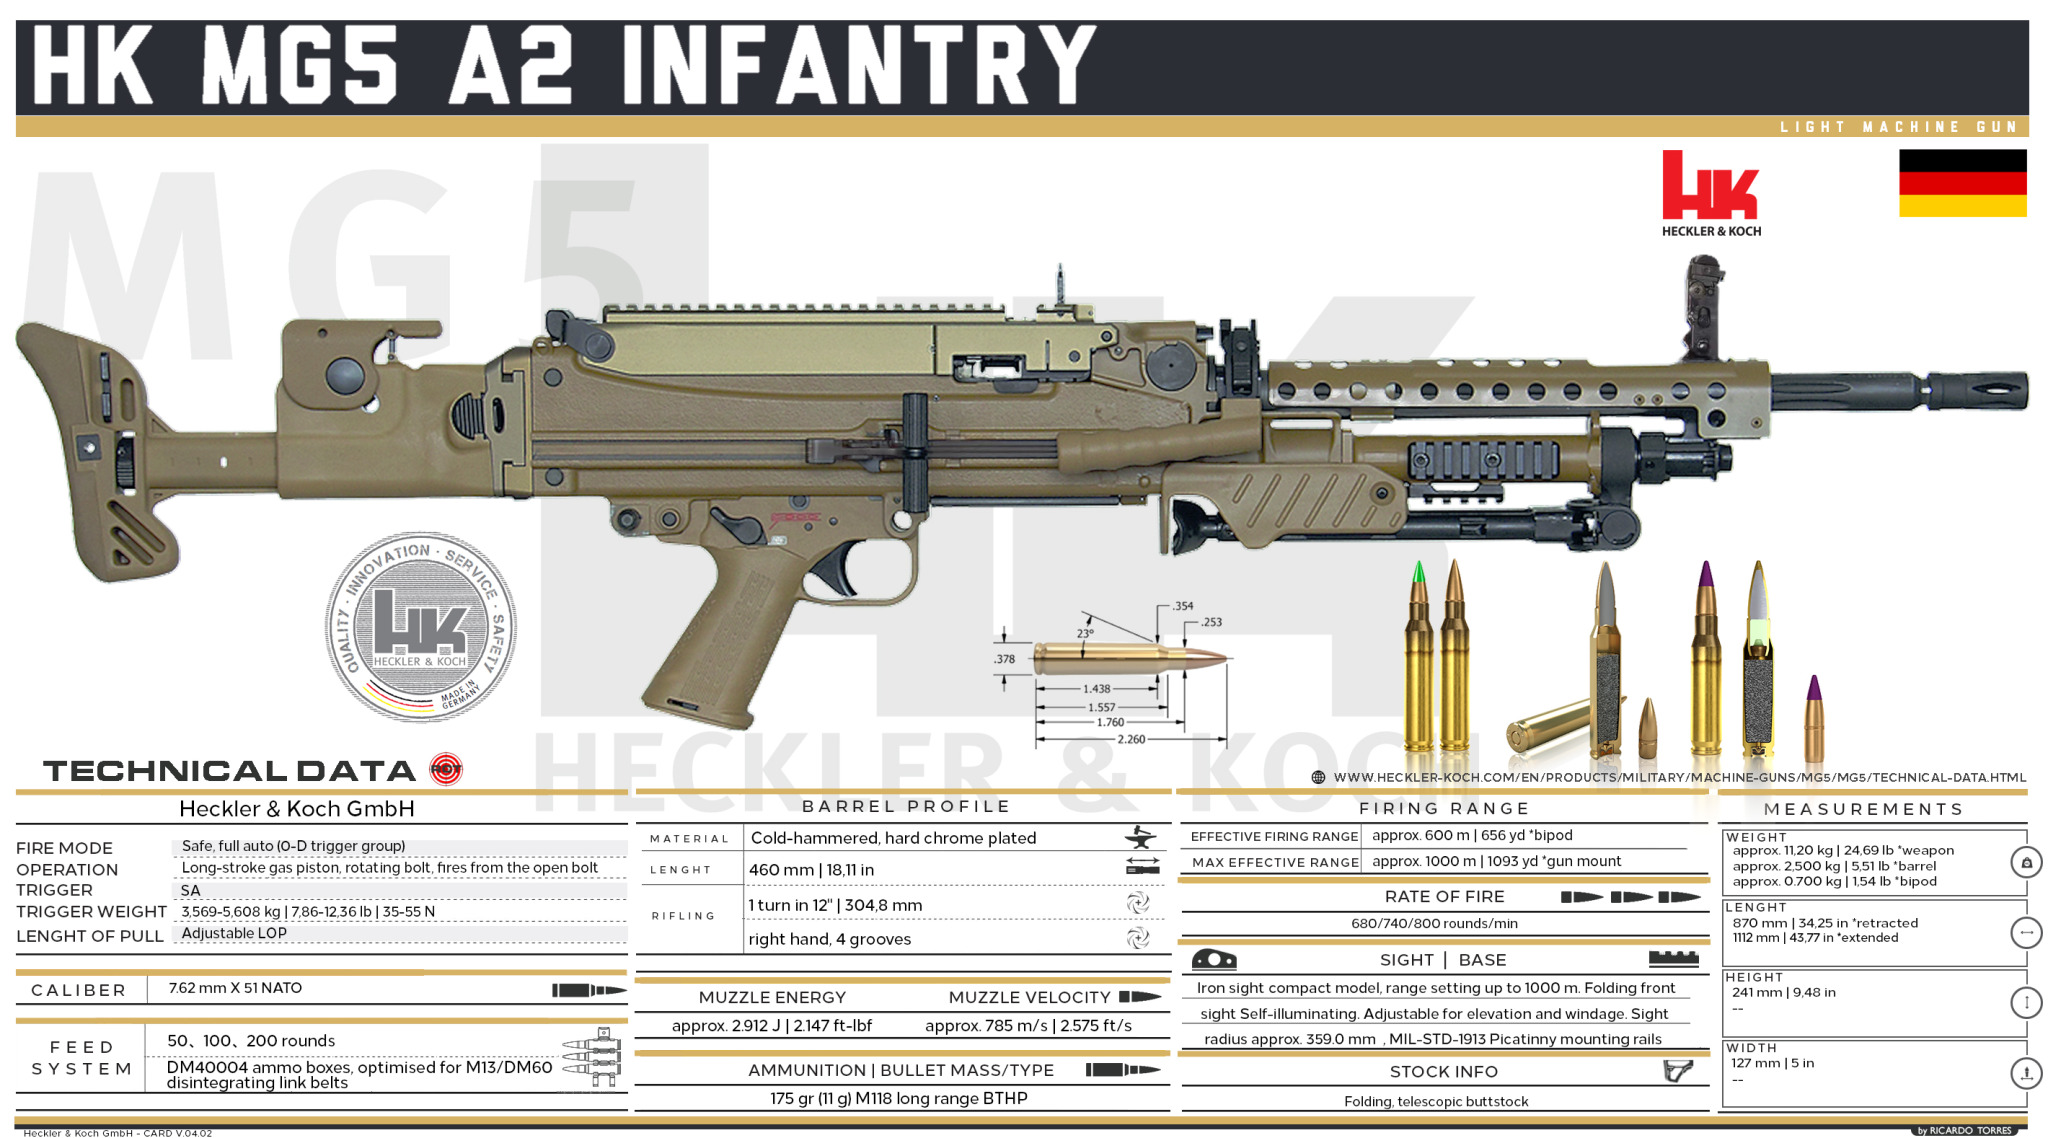 HK MG5 A2 INFANTRY
LIGHT MACHINE GUN
MG5
HK
HECKLER & KOCH
HK
HECKLER & KOCH
QUALITY · INNOVATION · SERVICE · SAFETY
HK
HECKLER & KOCH
MADE IN
GERMANY
.354
.253
23°
.378
1.438
1.557
1.760
2.260
TECHNICAL DATA
WWW.HECKLER-KOCH.COM/EN/PRODUCTS/MILITARY/MACHINE-GUNS/MG5/MG5/TECHNICAL-DATA.HTML
Heckler & Koch GmbH
FIRE MODE Safe, full auto (0-D trigger group)
OPERATION Long-stroke gas piston, rotating bolt, fires from the open bolt
TRIGGER SA
TRIGGER WEIGHT 3,569-5,608 kg | 7,86-12,36 lb | 35-55 N
LENGHT OF PULL Adjustable LOP
CALIBER 7.62 mm X 51 NATO
FEED SYSTEM
50、100、200 rounds
DM40004 ammo boxes, optimised for M13/DM60
disintegrating link belts
BARREL PROFILE
MATERIAL Cold-hammered, hard chrome plated
LENGHT 460 mm | 18,11 in
RIFLING
1 turn in 12" | 304,8 mm
right hand, 4 grooves
MUZZLE ENERGY MUZZLE VELOCITY
approx. 2.912 J | 2.147 ft-lbf approx. 785 m/s | 2.575 ft/s
AMMUNITION | BULLET MASS/TYPE
175 gr (11 g) M118 long range BTHP
FIRING RANGE
EFFECTIVE FIRING RANGE approx. 600 m | 656 yd *bipod
MAX EFFECTIVE RANGE approx. 1000 m | 1093 yd *gun mount
RATE OF FIRE
680/740/800 rounds/min
SIGHT | BASE
Iron sight compact model, range setting up to 1000 m. Folding front
sight Self-illuminating. Adjustable for elevation and windage. Sight
radius approx. 359.0 mm , MIL-STD-1913 Picatinny mounting rails
STOCK INFO
Folding, telescopic buttstock
MEASUREMENTS
WEIGHT
approx. 11,20 kg | 24,69 lb *weapon
approx. 2,500 kg | 5,51 lb *barrel
approx. 0.700 kg | 1,54 lb *bipod
LENGHT
870 mm | 34,25 in *retracted
1112 mm | 43,77 in *extended
HEIGHT
241 mm | 9,48 in
--
WIDTH
127 mm | 5 in
--
Heckler & Koch GmbH - CARD V.04.02
by RICARDO TORRES